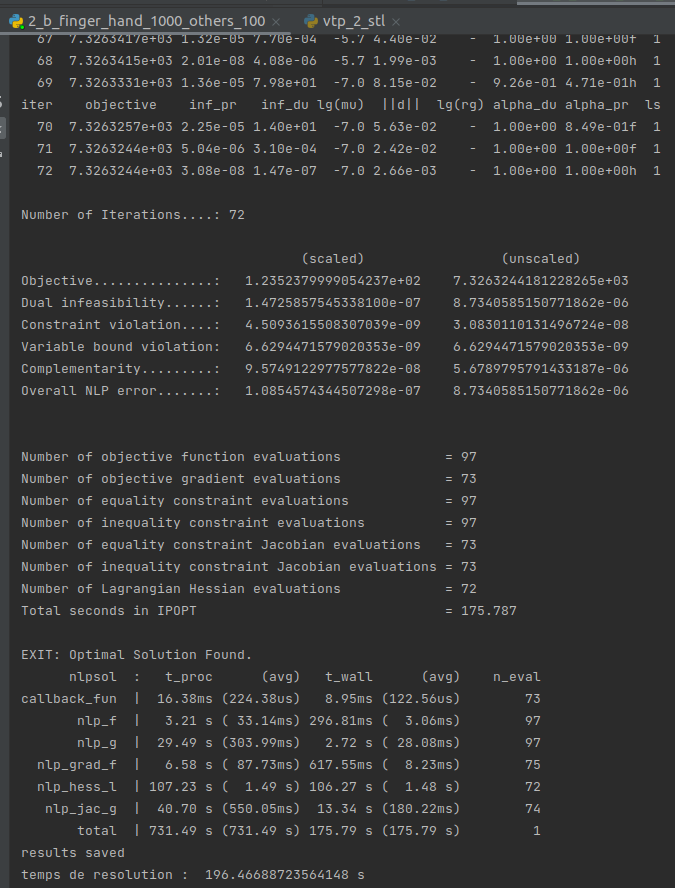 2_b_finger_hand_1000_others_100 × vtp_2_stl ×
67 7.3263417e+03 1.32e-05 7.70e-04 -5.7 4.40e-02 - 1.00e+00 1.00e+00f 1
68 7.3263415e+03 2.01e-08 4.08e-06 -5.7 1.99e-03 - 1.00e+00 1.00e+00h 1
69 7.3263331e+03 1.36e-05 7.98e+01 -7.0 8.15e-02 - 9.26e-01 4.71e-01h 1
iter objective inf_pr inf_du lg(mu) ||d|| lg(rg) alpha_du alpha_pr ls
70 7.3263257e+03 2.25e-05 1.40e+01 -7.0 5.63e-02 - 1.00e+00 8.49e-01f 1
71 7.3263244e+03 5.04e-06 3.10e-04 -7.0 2.42e-02 - 1.00e+00 1.00e+00f 1
72 7.3263244e+03 3.08e-08 1.47e-07 -7.0 2.66e-03 - 1.00e+00 1.00e+00h 1
Number of Iterations....: 72
(scaled) (unscaled)
Objective...............: 1.2352379999054237e+02 7.3263244181228265e+03
Dual infeasibility......: 1.4725857545338100e-07 8.7340585150771862e-06
Constraint violation....: 4.5093615508307039e-09 3.0830110131496724e-08
Variable bound violation: 6.6294471579020353e-09 6.6294471579020353e-09
Complementarity.........: 9.5749122977577822e-08 5.6789795791433187e-06
Overall NLP error.......: 1.0854574344507298e-07 8.7340585150771862e-06
Number of objective function evaluations = 97
Number of objective gradient evaluations = 73
Number of equality constraint evaluations = 97
Number of inequality constraint evaluations = 97
Number of equality constraint Jacobian evaluations = 73
Number of inequality constraint Jacobian evaluations = 73
Number of Lagrangian Hessian evaluations = 72
Total seconds in IPOPT = 175.787
EXIT: Optimal Solution Found.
nlpsol : t_proc (avg) t_wall (avg) n_eval
callback_fun | 16.38ms (224.38us) 8.95ms (122.56us) 73
nlp_f | 3.21 s ( 33.14ms) 296.81ms ( 3.06ms) 97
nlp_g | 29.49 s (303.99ms) 2.72 s ( 28.08ms) 97
nlp_grad_f | 6.58 s ( 87.73ms) 617.55ms ( 8.23ms) 75
nlp_hess_l | 107.23 s ( 1.49 s) 106.27 s ( 1.48 s) 72
nlp_jac_g | 40.70 s (550.05ms) 13.34 s (180.22ms) 74
total | 731.49 s (731.49 s) 175.79 s (175.79 s) 1
results saved
temps de resolution : 196.46688723564148 s